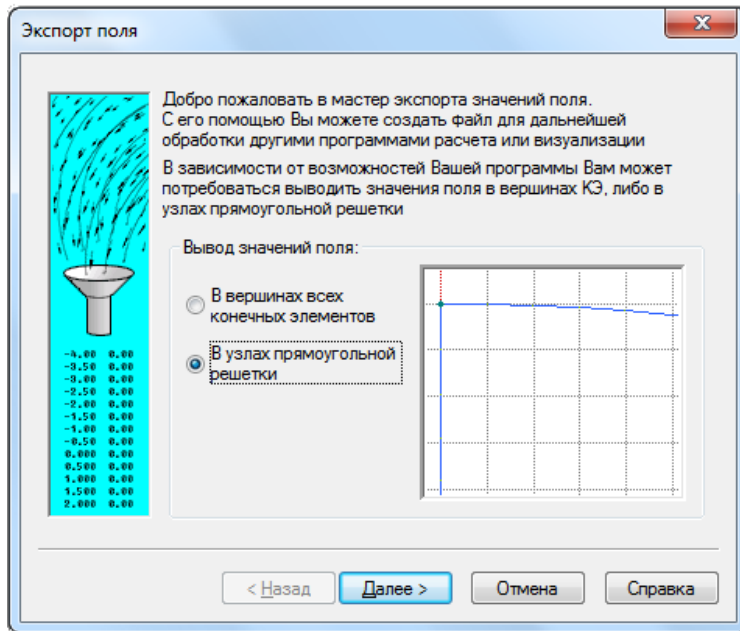 Экспорт поля
Добро пожаловать в мастер экспорта значений поля.
С его помощью Вы можете создать файл для дальнейшей
обработки другими программами расчета или визуализации
В зависимости от возможностей Вашей программы Вам может
потребоваться выводить значения поля в вершинах КЭ, либо в
узлах прямоугольной решетки
Вывод значений поля:
В вершинах всех
конечных элементов
В узлах прямоугольной
решетки
-4.00 0.00
-3.50 0.00
-3.00 0.00
-2.50 0.00
-2.00 0.00
-1.50 0.00
-1.00 0.00
-0.50 0.00
0.000 0.00
0.500 0.00
1.000 0.00
1.500 0.00
2.000 0.00
< Назад
Далее >
Отмена
Справка